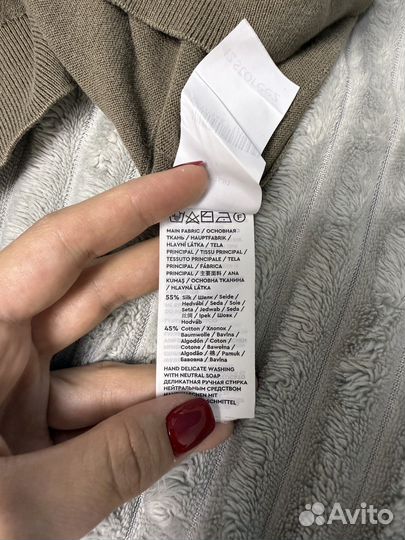 MAIN FABRIC / ОСНОВНАЯ
ТКАНЬ / HAUPTFABRIK /
HLAVNÍ LÁTKA / TELA
PRINCIPAL / TISSU PRINCIPAL /
TESSUTO PRINCIPALE / TELA
PRINCIPAL / FÁBRICA
PRINCIPAL / 主要面料 / ANA
KUMAŞ / ОСНОВНА ТКАНИНА
/ HLAVNÁ LÁTKA
55% Silk / Шелк / Seide /
Hedvábí / Seda / Soie /
Seta / Jedwab / Seda /
丝绸 / Ipek / Шовк /
Hodváb
45% Cotton / Хлопок /
Baumwolle / Bavlna /
Algodón / Coton /
Cotone / Bawełna /
Algodão / 棉 / Pamuk /
Бавовна / Bavlna
HAND DELICATE WASHING
WITH NEUTRAL SOAP
ДЕЛИКАТНАЯ РУЧНАЯ СТИРКА
НЕЙТРАЛЬНЫМ СРЕДСТВОМ
Avito